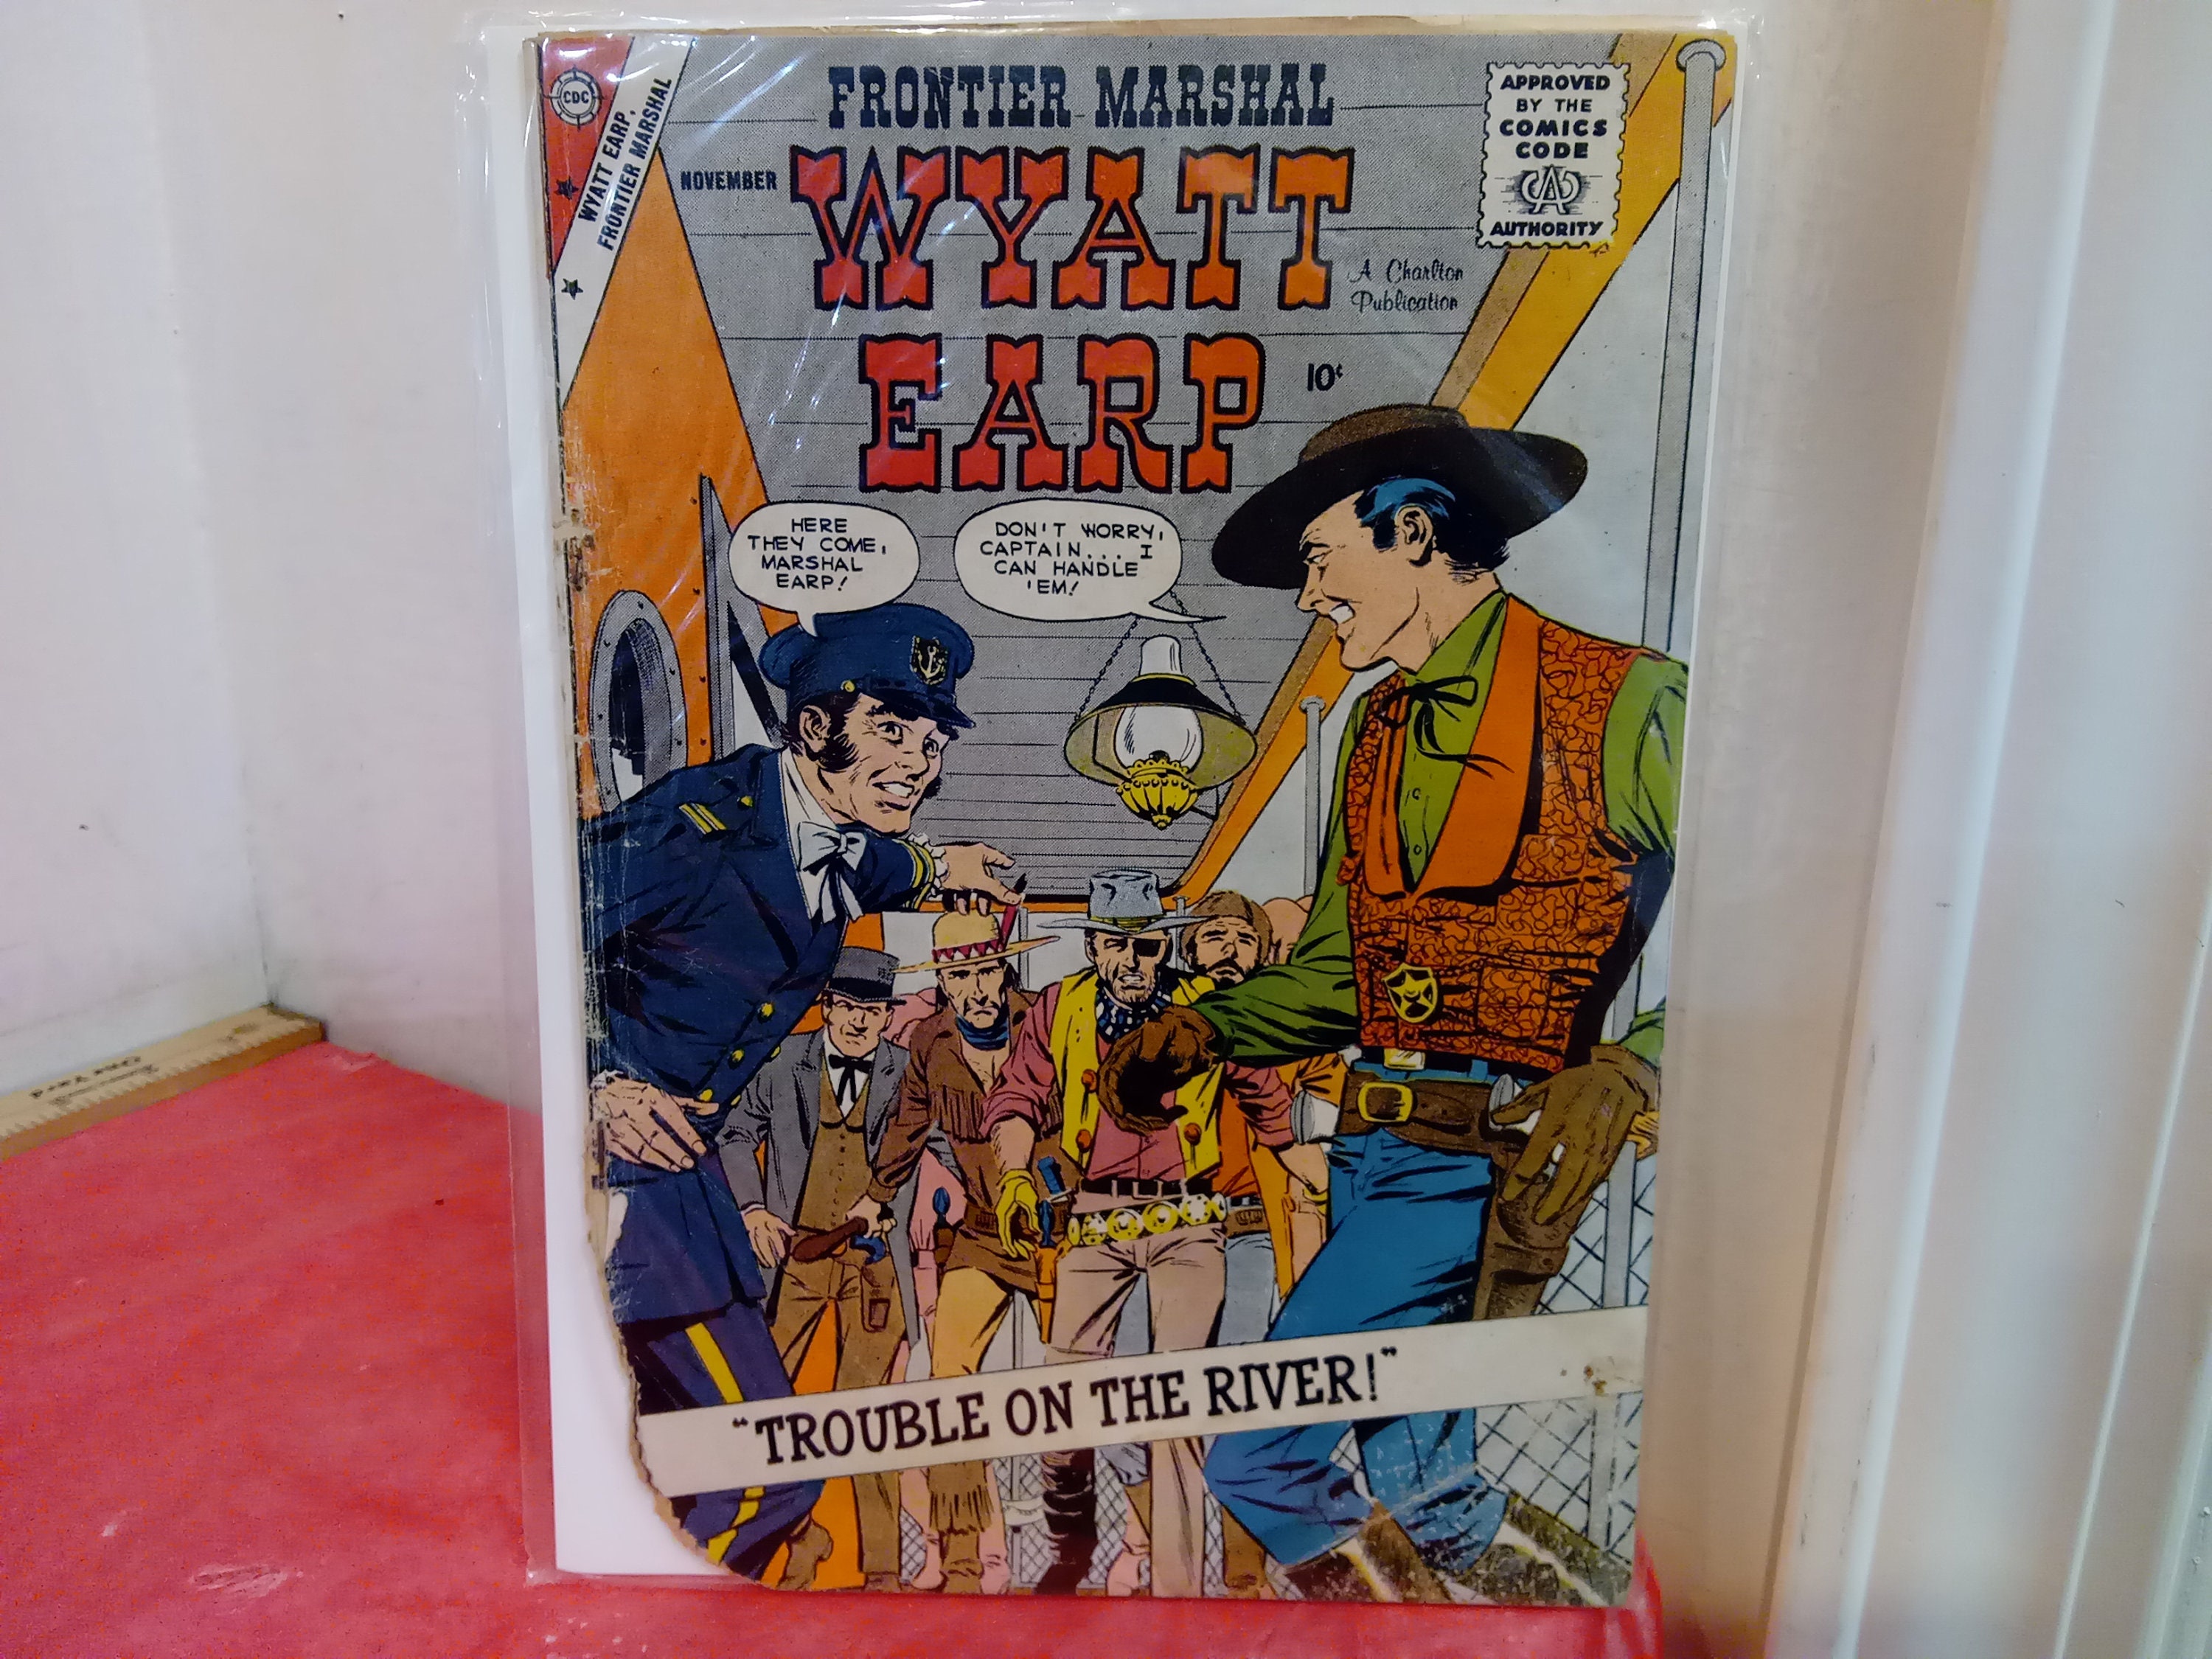 CDC
WYATT EARP,
FRONTIER MARSHAL
FRONTIER MARSHAL
NOVEMBER
WYATT
EARP
A Charlton
Publication
10¢
APPROVED
BY THE
COMICS
CODE
CA
AUTHORITY
HERE
THEY COME,
MARSHAL
EARP!
DON'T WORRY,
CAPTAIN... I
CAN HANDLE
'EM!
"TROUBLE ON THE RIVER!"